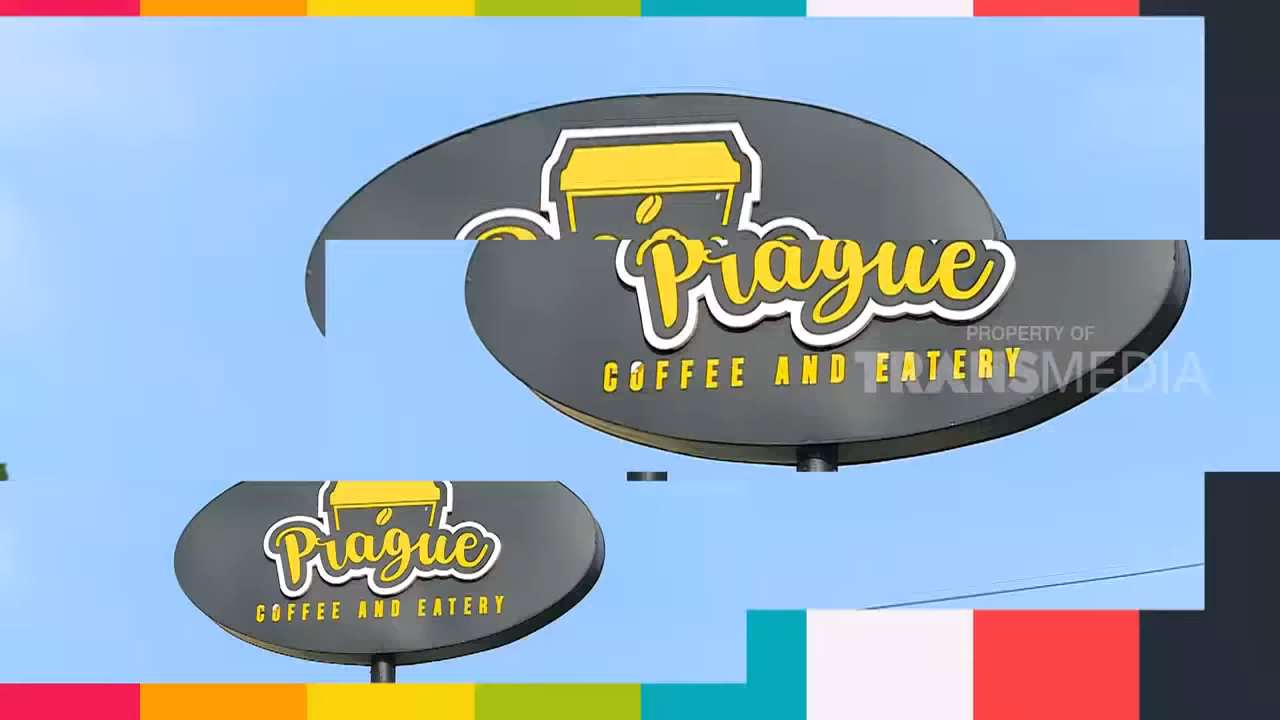 Prague
COFFEE AND EATERY
PROPERTY OF
TRANSMEDIA
Prague
COFFEE AND EATERY